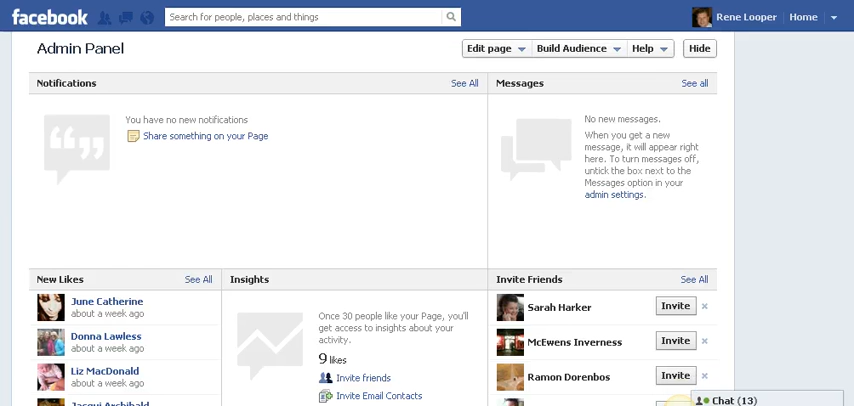 facebook
Search for people, places and things
Rene Looper
Home
Admin Panel
Edit page
Build Audience
Help
Hide
Notifications
See All
Messages
See all
You have no new notifications
Share something on your Page
No new messages.
When you get a new
message, it will appear right
here. To turn messages off,
untick the box next to the
Messages option in your
admin settings.
New Likes
See All
Insights
Invite Friends
See All
June Catherine
about a week ago
Donna Lawless
about a week ago
Liz MacDonald
about a week ago
Jacqui Archibald
Once 30 people like your Page, you'll
get access to insights about your
activity.
9 likes
Invite friends
Invite Email Contacts
Sarah Harker
Invite
McEwens Inverness
Invite
Ramon Dorenbos
Invite
Chat (13)